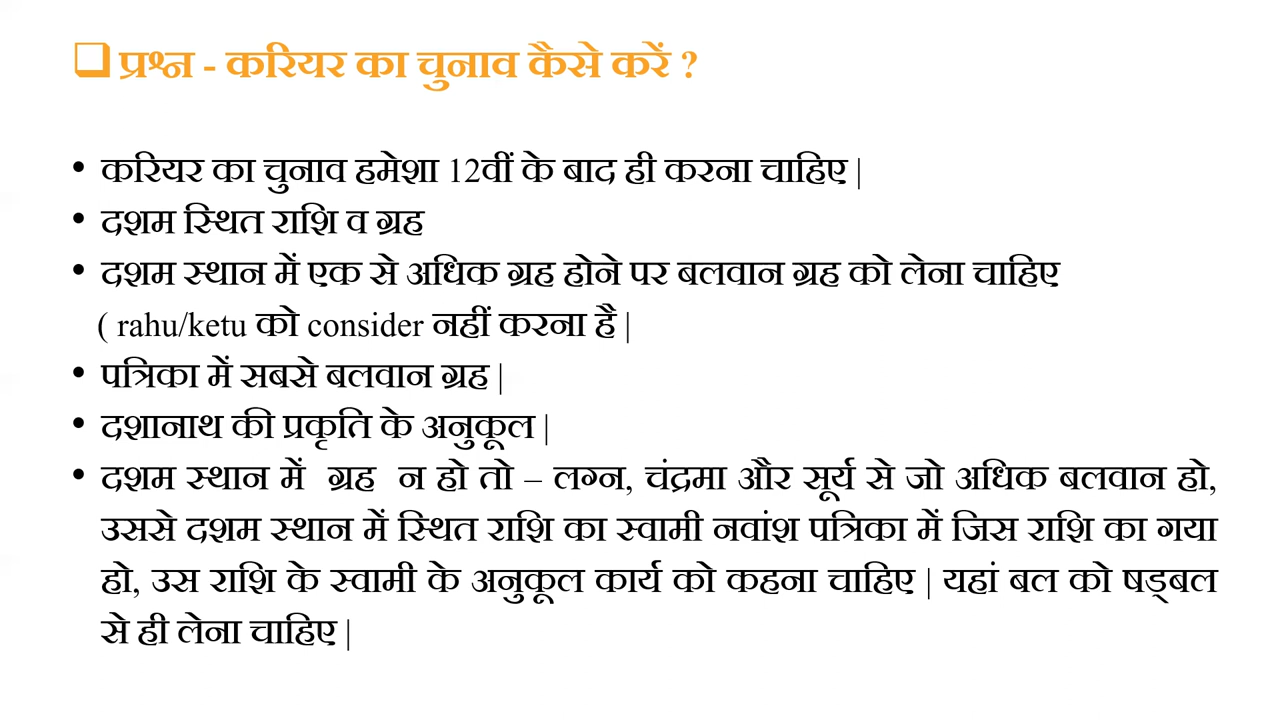 ❑ प्रश्न - करियर का चुनाव कैसे करें ?
• करियर का चुनाव हमेशा 12वीं के बाद ही करना चाहिए |
• दशम स्थित राशि व ग्रह
• दशम स्थान में एक से अधिक ग्रह होने पर बलवान ग्रह को लेना चाहिए
( rahu/ketu को consider नहीं करना है |
• पत्रिका में सबसे बलवान ग्रह |
• दशानाथ की प्रकृति के अनुकूल |
• दशम स्थान में ग्रह न हो तो – लग्न, चंद्रमा और सूर्य से जो अधिक बलवान हो,
उससे दशम स्थान में स्थित राशि का स्वामी नवांश पत्रिका में जिस राशि का गया
हो, उस राशि के स्वामी के अनुकूल कार्य को कहना चाहिए | यहां बल को षड्बल
से ही लेना चाहिए |